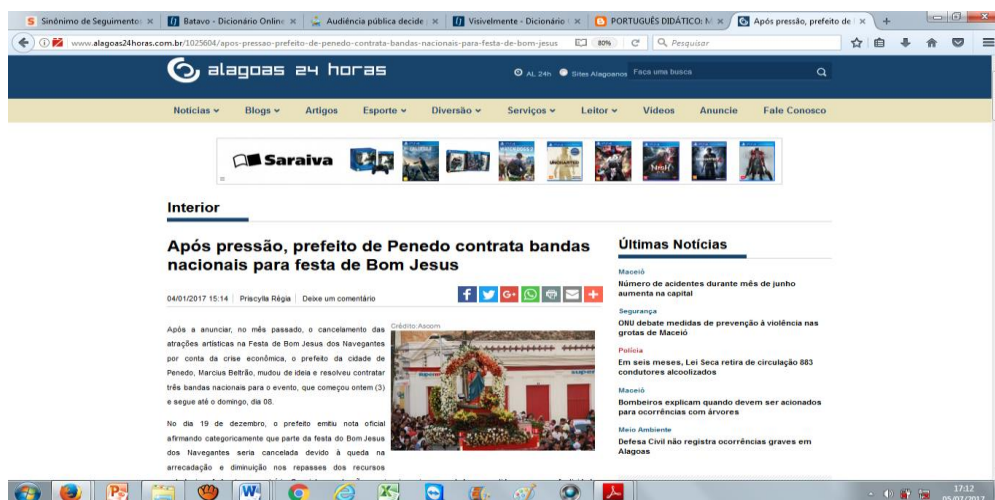 Sinônimo de Seguimento
Batavo - Dicionário Online
Audiência pública decide
Visivelmente - Dicionário
PORTUGUÊS DIDÁTICO: M
Após pressão, prefeito de
www.alagoas24horas.com.br/1025604/apos-pressao-prefeito-de-penedo-contrata-bandas-nacionais-para-festa-de-bom-jesus
80%
Pesquisar
alagoas 24 horas
AL 24h
Sites Alagoanos
Faca uma busca
Notícias
Blogs
Artigos
Esporte
Diversão
Serviços
Leitor
Vídeos
Anuncie
Fale Conosco
Saraiva
Interior
Após pressão, prefeito de Penedo contrata bandas
nacionais para festa de Bom Jesus
04/01/2017 15:14
Priscylla Régia
Deixe um comentário
Crédito:Ascom
Após a anunciar, no mês passado, o cancelamento das
atrações artísticas na Festa de Bom Jesus dos Navegantes
por conta da crise econômica, o prefeito da cidade de
Penedo, Marcius Beltrão, mudou de ideia e resolveu contratar
três bandas nacionais para o evento, que começou ontem (3)
e segue até o domingo, dia 08.
No dia 19 de dezembro, o prefeito emitiu nota oficial
afirmando categoricamente que parte da festa do Bom Jesus
dos Navegantes seria cancelada devido à queda na
arrecadação e diminuição nos repasses dos recursos
Últimas Notícias
Maceió
Número de acidentes durante mês de junho
aumenta na capital
Segurança
ONU debate medidas de prevenção à violência nas
grotas de Maceió
Polícia
Em seis meses, Lei Seca retira de circulação 883
condutores alcoolizados
Maceió
Bombeiros explicam quando devem ser acionados
para ocorrências com árvores
Meio Ambiente
Defesa Civil não registra ocorrências graves em
Alagoas
17:12
05/07/2017